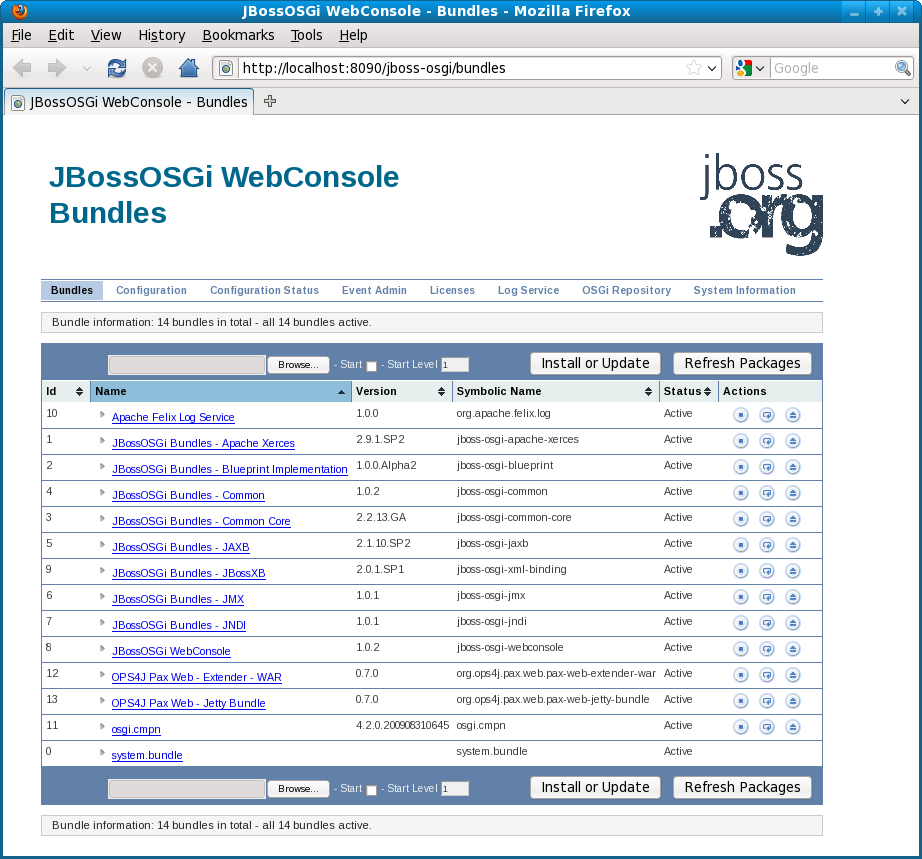 JBossOSGi WebConsole - Bundles - Mozilla Firefox
File Edit View History Bookmarks Tools Help
http://localhost:8090/jboss-osgi/bundles Google
JBossOSGi WebConsole - Bundles
JBossOSGi WebConsole
Bundles
jboss
.org
Bundles Configuration Configuration Status Event Admin Licenses Log Service OSGi Repository System Information
Bundle information: 14 bundles in total - all 14 bundles active.
Browse... - Start - Start Level 1 Install or Update Refresh Packages
Id Name Version Symbolic Name Status Actions
10 Apache Felix Log Service 1.0.0 org.apache.felix.log Active
1 JBossOSGi Bundles - Apache Xerces 2.9.1.SP2 jboss-osgi-apache-xerces Active
2 JBossOSGi Bundles - Blueprint Implementation 1.0.0.Alpha2 jboss-osgi-blueprint Active
4 JBossOSGi Bundles - Common 1.0.2 jboss-osgi-common Active
3 JBossOSGi Bundles - Common Core 2.2.13.GA jboss-osgi-common-core Active
5 JBossOSGi Bundles - JAXB 2.1.10.SP2 jboss-osgi-jaxb Active
9 JBossOSGi Bundles - JBossXB 2.0.1.SP1 jboss-osgi-xml-binding Active
6 JBossOSGi Bundles - JMX 1.0.1 jboss-osgi-jmx Active
7 JBossOSGi Bundles - JNDI 1.0.1 jboss-osgi-jndi Active
8 JBossOSGi WebConsole 1.0.2 jboss-osgi-webconsole Active
12 OPS4J Pax Web - Extender - WAR 0.7.0 org.ops4j.pax.web.pax-web-extender-war Active
13 OPS4J Pax Web - Jetty Bundle 0.7.0 org.ops4j.pax.web.pax-web-jetty-bundle Active
11 osgi.cmpn 4.2.0.200908310645 osgi.cmpn Active
0 system.bundle system.bundle Active
Browse... - Start - Start Level 1 Install or Update Refresh Packages
Bundle information: 14 bundles in total - all 14 bundles active.